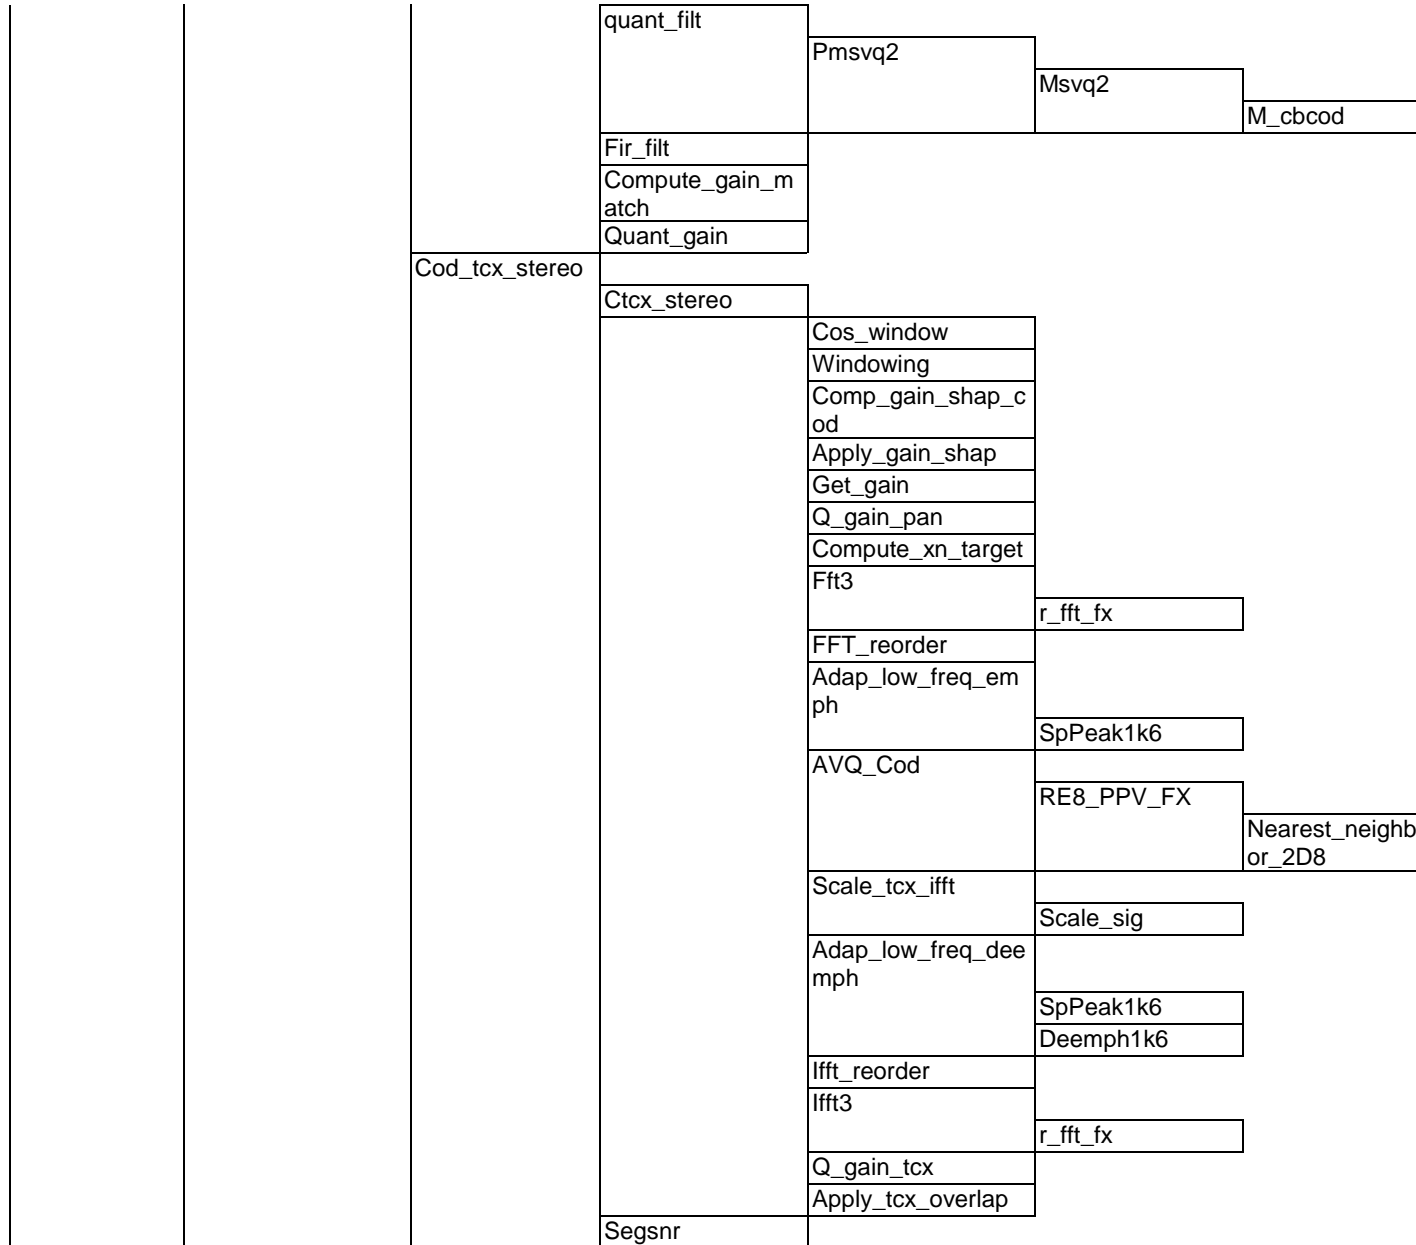 quant_filt
Pmsvq2
Msvq2
M_cbcod
Fir_filt
Compute_gain_m
atch
Quant_gain
Cod_tcx_stereo
Ctcx_stereo
Cos_window
Windowing
Comp_gain_shap_c
od
Apply_gain_shap
Get_gain
Q_gain_pan
Compute_xn_target
Fft3
r_fft_fx
FFT_reorder
Adap_low_freq_em
ph
SpPeak1k6
AVQ_Cod
RE8_PPV_FX
Nearest_neighb
or_2D8
Scale_tcx_ifft
Scale_sig
Adap_low_freq_dee
mph
SpPeak1k6
Deemph1k6
Ifft_reorder
Ifft3
r_fft_fx
Q_gain_tcx
Apply_tcx_overlap
Segsnr